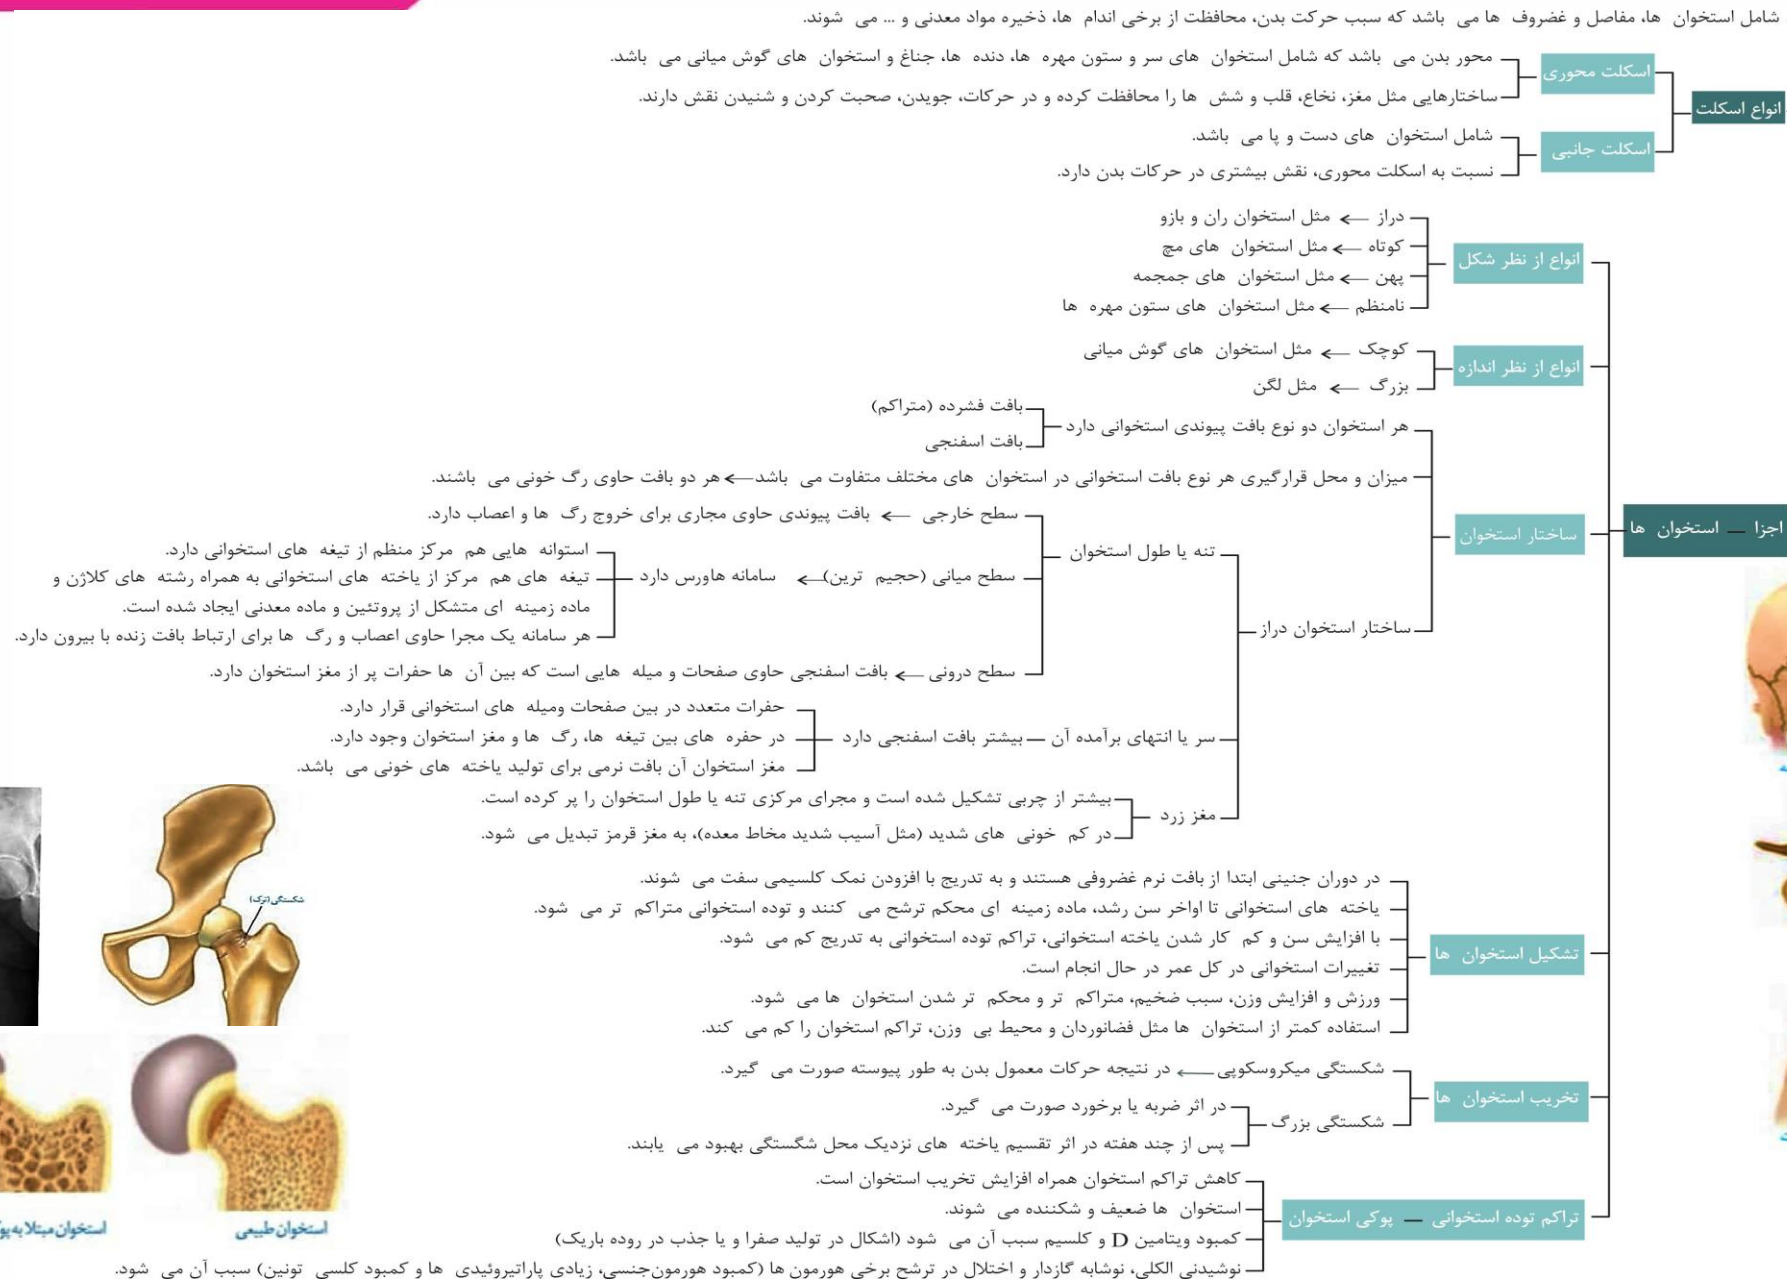 شامل استخوان ها، مفاصل و غضروف ها می باشد که سبب حرکت بدن، محافظت از برخی اندام ها، ذخیره مواد معدنی و ... می شوند.
انواع اسکلت
اسکلت محوری
محور بدن می باشد که شامل استخوان های سر و ستون مهره ها، دنده ها، جناغ و استخوان های گوش میانی می باشد.
ساختارهایی مثل مغز، نخاع، قلب و شش ها را محافظت کرده و در حرکات، جویدن، صحبت کردن و شنیدن نقش دارند.
اسکلت جانبی
شامل استخوان های دست و پا می باشد.
نسبت به اسکلت محوری، نقش بیشتری در حرکات بدن دارد.
اجزا — استخوان ها
انواع از نظر شکل
دراز ← مثل استخوان ران و بازو
کوتاه ← مثل استخوان های مچ
پهن ← مثل استخوان های جمجمه
نامنظم ← مثل استخوان های ستون مهره ها
انواع از نظر اندازه
کوچک ← مثل استخوان های گوش میانی
بزرگ ← مثل لگن
ساختار استخوان
هر استخوان دو نوع بافت پیوندی استخوانی دارد
بافت فشرده (متراکم)
بافت اسفنجی
میزان و محل قرارگیری هر نوع بافت استخوانی در استخوان های مختلف متفاوت می باشد ← هر دو بافت حاوی رگ خونی می باشند.
ساختار استخوان دراز
تنه یا طول استخوان
سطح خارجی ← بافت پیوندی حاوی مجاری برای خروج رگ ها و اعصاب دارد.
سطح میانی (حجیم ترین) ← سامانه هاورس دارد
استوانه هایی هم مرکز منظم از تیغه های استخوانی دارد.
تیغه های هم مرکز از یاخته های استخوانی به همراه رشته های کلاژن و
ماده زمینه ای متشکل از پروتئین و ماده معدنی ایجاد شده است.
هر سامانه یک مجرا حاوی اعصاب و رگ ها برای ارتباط بافت زنده با بیرون دارد.
سطح درونی ← بافت اسفنجی حاوی صفحات و میله هایی است که بین آن ها حفرات پر از مغز استخوان دارد.
سر یا انتهای برآمده آن — بیشتر بافت اسفنجی دارد
حفرات متعدد در بین صفحات ومیله های استخوانی قرار دارد.
در حفره های بین تیغه ها، رگ ها و مغز استخوان وجود دارد.
مغز استخوان آن بافت نرمی برای تولید یاخته های خونی می باشد.
مغز زرد
بیشتر از چربی تشکیل شده است و مجرای مرکزی تنه یا طول استخوان را پر کرده است.
در کم خونی های شدید (مثل آسیب شدید مخاط معده)، به مغز قرمز تبدیل می شود.
تشکیل استخوان ها
در دوران جنینی ابتدا از بافت نرم غضروفی هستند و به تدریج با افزودن نمک کلسیمی سفت می شوند.
یاخته های استخوانی تا اواخر سن رشد، ماده زمینه ای محکم ترشح می کنند و توده استخوانی متراکم تر می شود.
با افزایش سن و کم کار شدن یاخته استخوانی، تراکم توده استخوانی به تدریج کم می شود.
تغییرات استخوانی در کل عمر در حال انجام است.
ورزش و افزایش وزن، سبب ضخیم، متراکم تر و محکم تر شدن استخوان ها می شود.
استفاده کمتر از استخوان ها مثل فضانوردان و محیط بی وزن، تراکم استخوان را کم می کند.
تخریب استخوان ها
شکستگی میکروسکوپی ← در نتیجه حرکات معمول بدن به طور پیوسته صورت می گیرد.
شکستگی بزرگ
در اثر ضربه یا برخورد صورت می گیرد.
پس از چند هفته در اثر تقسیم یاخته های نزدیک محل شگستگی بهبود می یابند.
تراکم توده استخوانی — پوکی استخوان
کاهش تراکم استخوان همراه افزایش تخریب استخوان است.
استخوان ها ضعیف و شکننده می شوند.
کمبود ویتامین D و کلسیم سبب آن می شود (اشکال در تولید صفرا و یا جذب در روده باریک)
نوشیدنی الکلی، نوشابه گازدار و اختلال در ترشح برخی هورمون ها (کمبود هورمون‌جنسی، زیادی پاراتیروئیدی ها و کمبود کلسی تونین) سبب آن می شود.
شکستگی (ترک)
استخوان طبیعی
استخوان مبتلا به